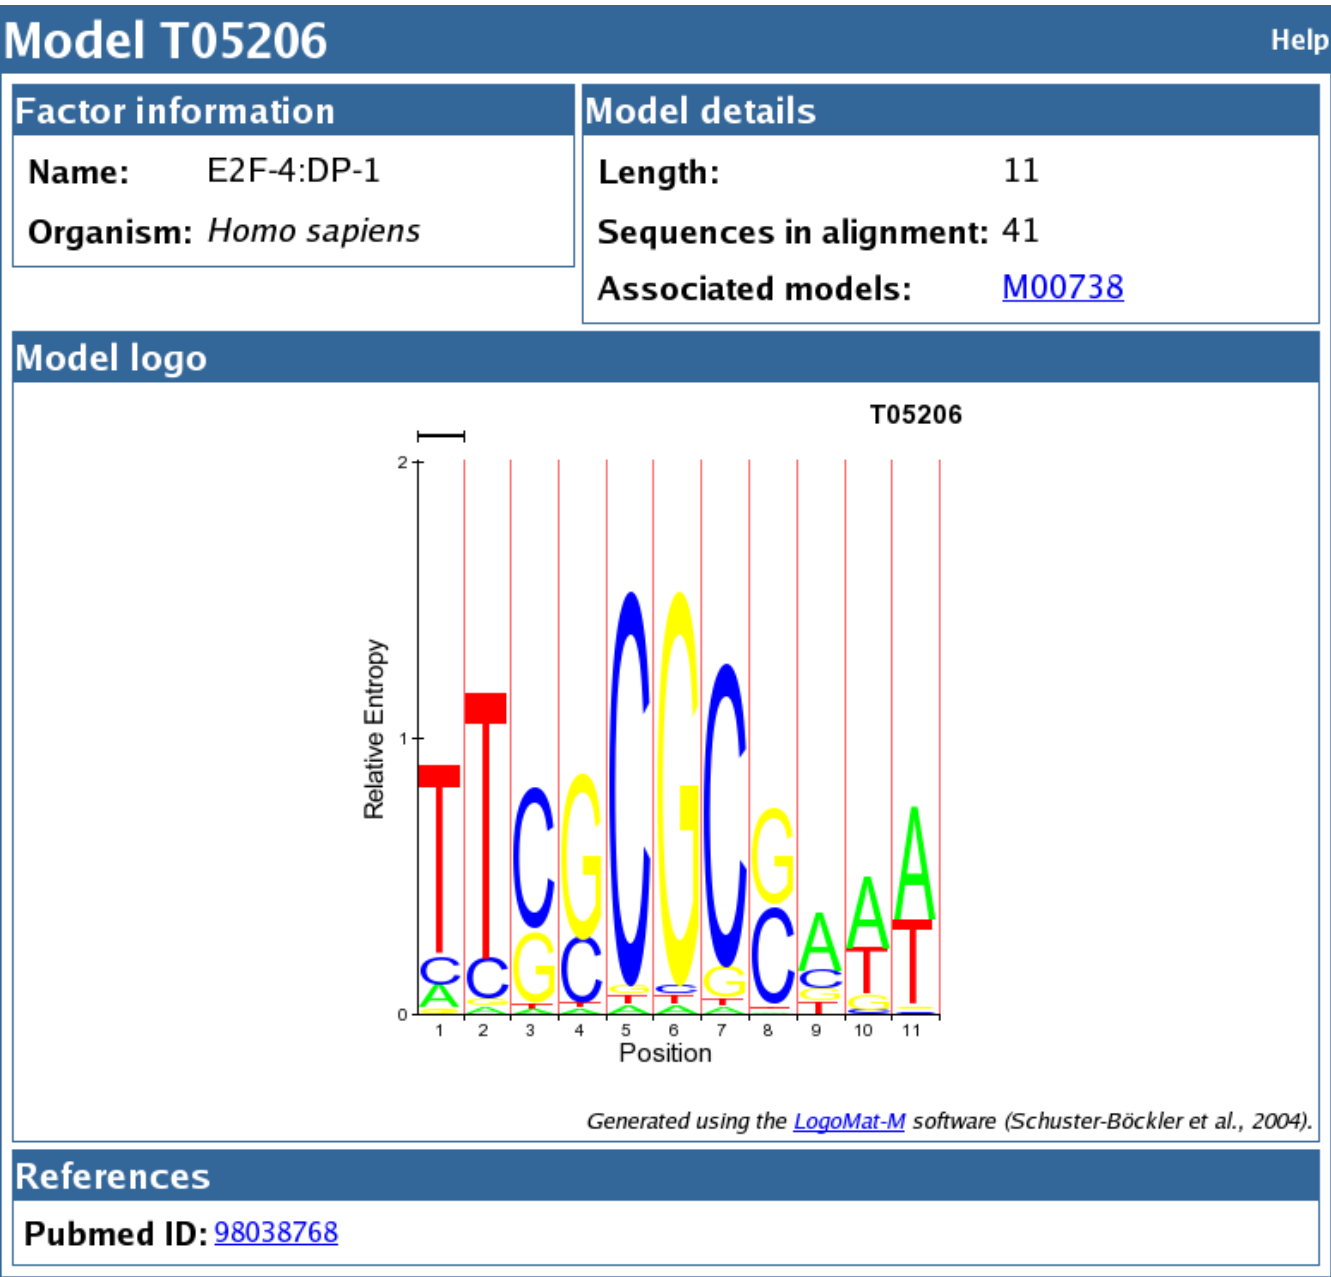 Model T05206 Help
Factor information
Name: E2F-4:DP-1
Organism: Homo sapiens
Model details
Length: 11
Sequences in alignment: 41
Associated models: M00738
Model logo
T05206
2
1
0
Relative Entropy
T C A G
T C G A
C G T A
G C T A
C G T A
G C T A
C G T A
G C
A C G T
A T G C
A T G C
1 2 3 4 5 6 7 8 9 10 11
Position
Generated using the LogoMat-M software (Schuster-Böckler et al., 2004).
References
Pubmed ID: 98038768